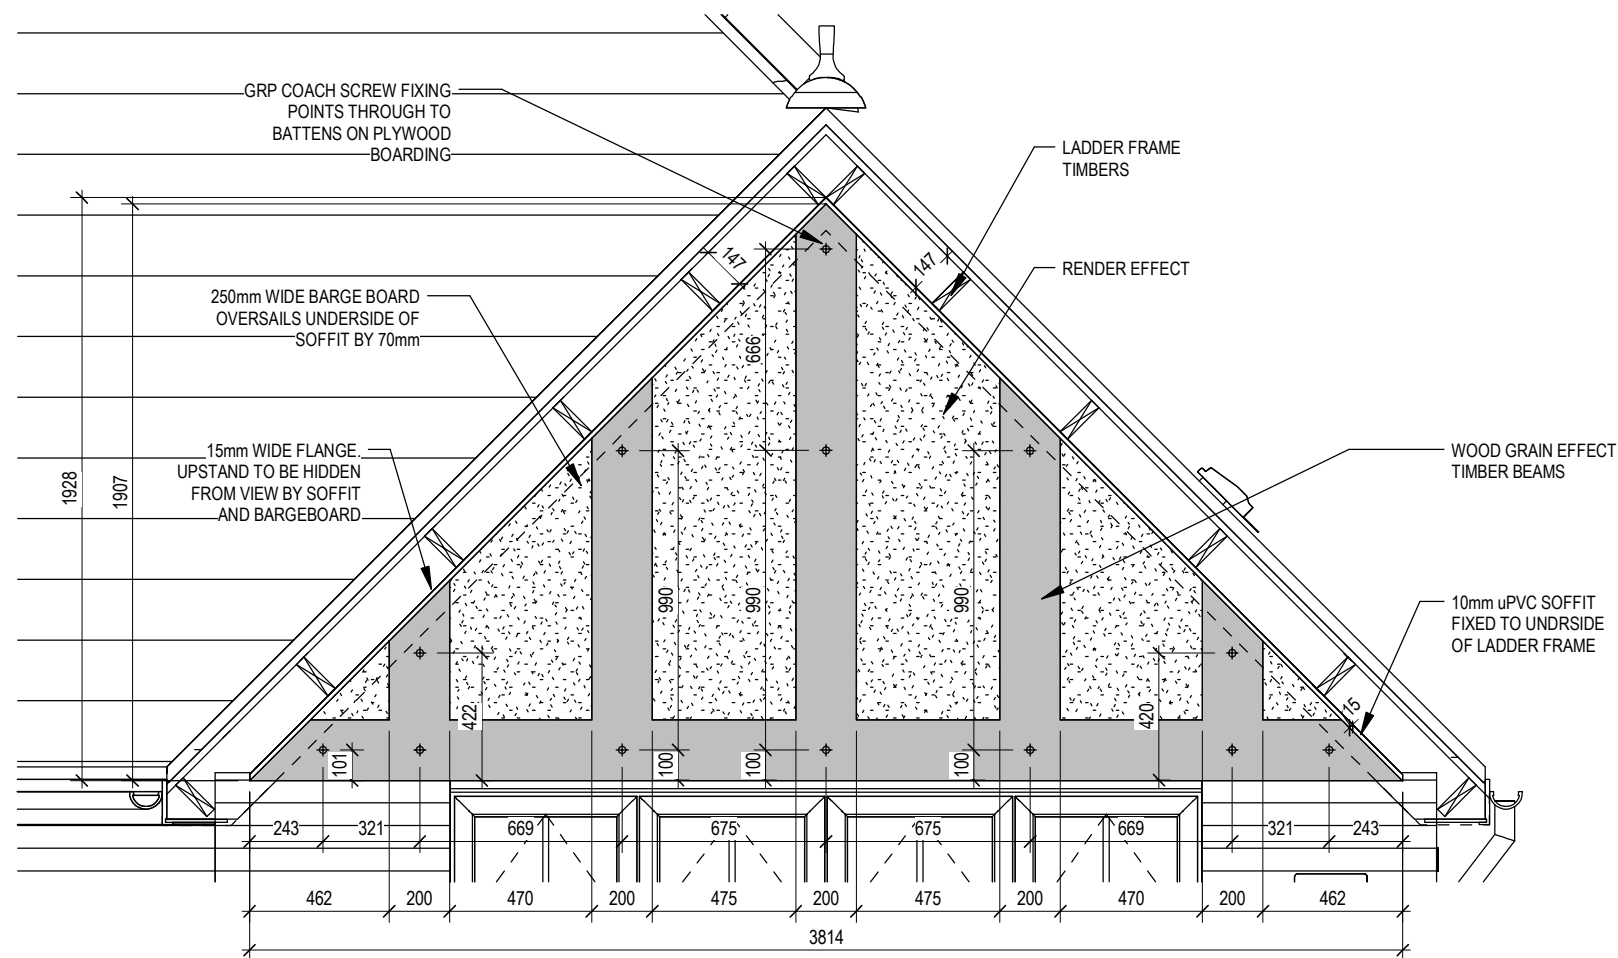 GRP COACH SCREW FIXING
POINTS THROUGH TO
BATTENS ON PLYWOOD
BOARDING
LADDER FRAME
TIMBERS
RENDER EFFECT
250mm WIDE BARGE BOARD
OVERSAILS UNDERSIDE OF
SOFFIT BY 70mm
15mm WIDE FLANGE.
UPSTAND TO BE HIDDEN
FROM VIEW BY SOFFIT
AND BARGEBOARD
WOOD GRAIN EFFECT
TIMBER BEAMS
10mm uPVC SOFFIT
FIXED TO UNDRSIDE
OF LADDER FRAME
147
147
666
1928
1907
990
990
990
422
420
15
101
100
100
100
243
321
669
675
675
669
321
243
462
200
470
200
475
200
475
200
470
200
462
3814